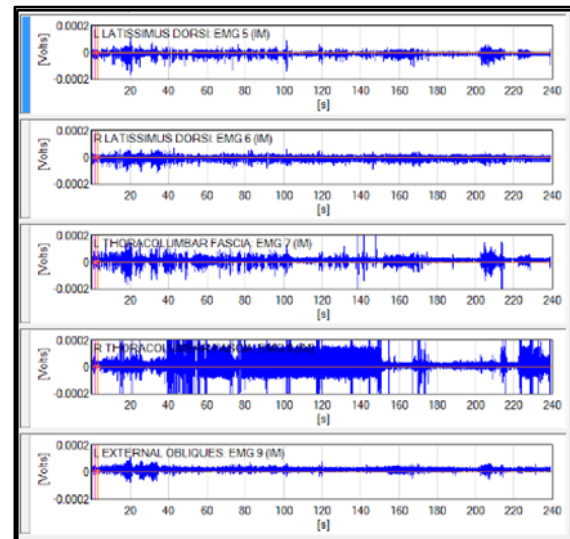 L LATISSIMUS DORSI: EMG 5 (IM)
[Volts]
0.0002
0
-0.0002
20 40 60 80 100 120 140 160 180 200 220 240
[s]
R LATISSIMUS DORSI: EMG 6 (IM)
[Volts]
0.0002
0
-0.0002
20 40 60 80 100 120 140 160 180 200 220 240
[s]
L THORACOLUMBAR FASCIA: EMG 7 (IM)
[Volts]
0.0002
0
-0.0002
20 40 60 80 100 120 140 160 180 200 220 240
[s]
R THORACOLUMBAR FASCIA: EMG
[Volts]
0.0002
0
-0.0002
20 40 60 80 100 120 140 160 180 200 220 240
[s]
L EXTERNAL OBLIQUES: EMG 9 (IM)
[Volts]
0.0002
0
-0.0002
20 40 60 80 100 120 140 160 180 200 220 240
[s]